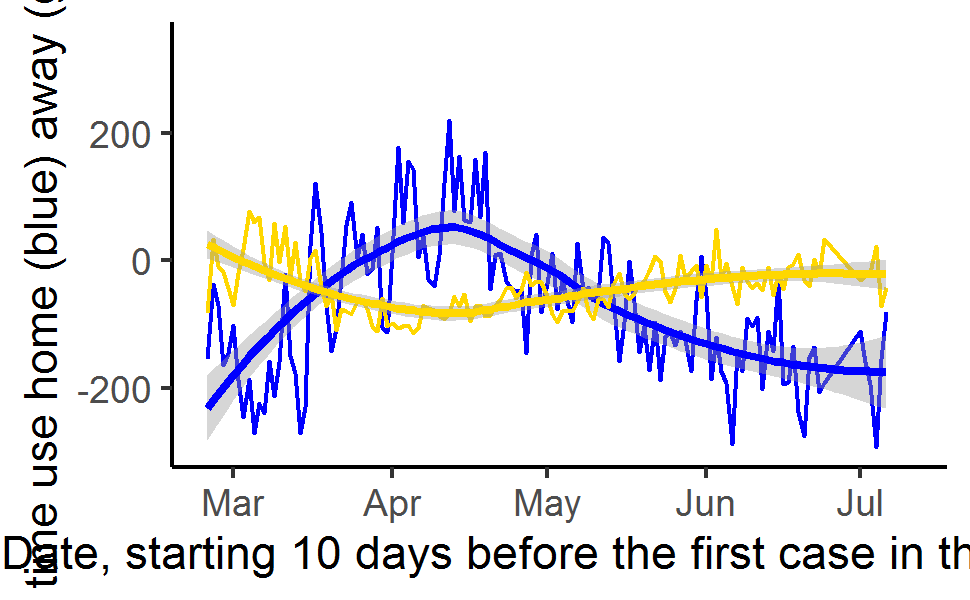 time use home (blue) away (
200
0
-200
Mar Apr May Jun Jul
Date, starting 10 days before the first case in th